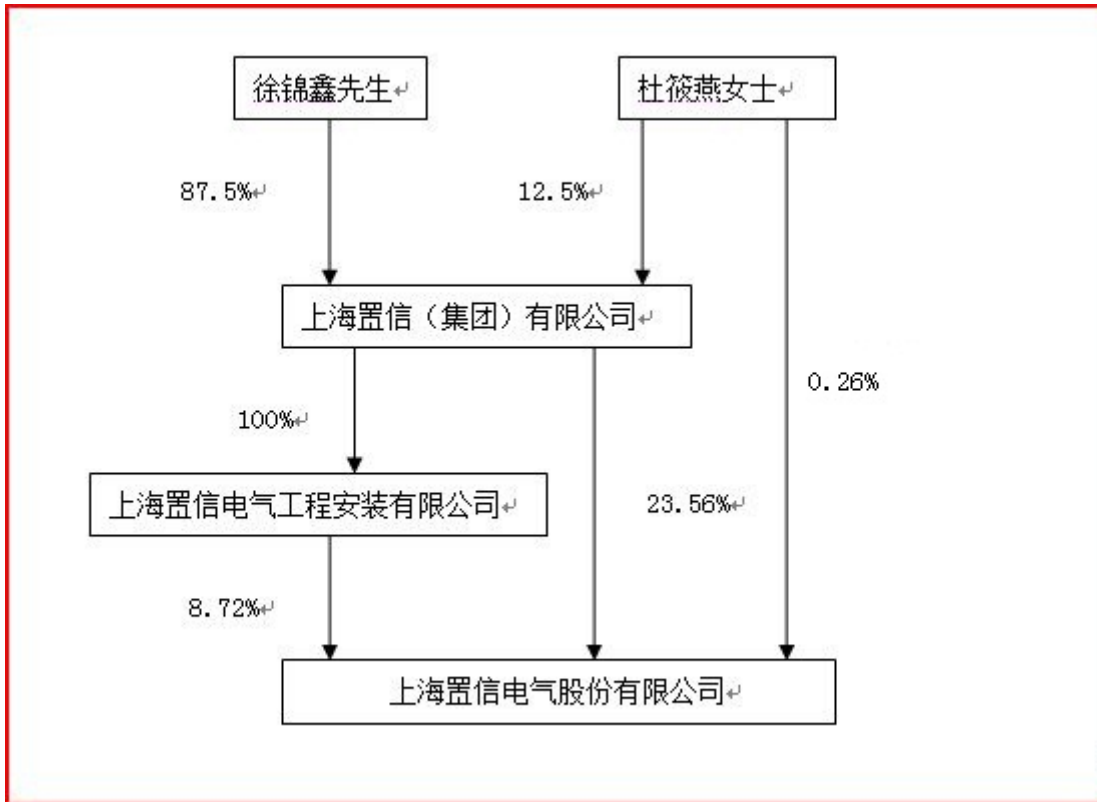 徐锦鑫先生↵
杜筱燕女士↵
87.5%↵
12.5%↵
上海置信（集团）有限公司↵
0.26%
100%↵
上海置信电气工程安装有限公司↵
23.56%↵
8.72%↵
上海置信电气股份有限公司↵